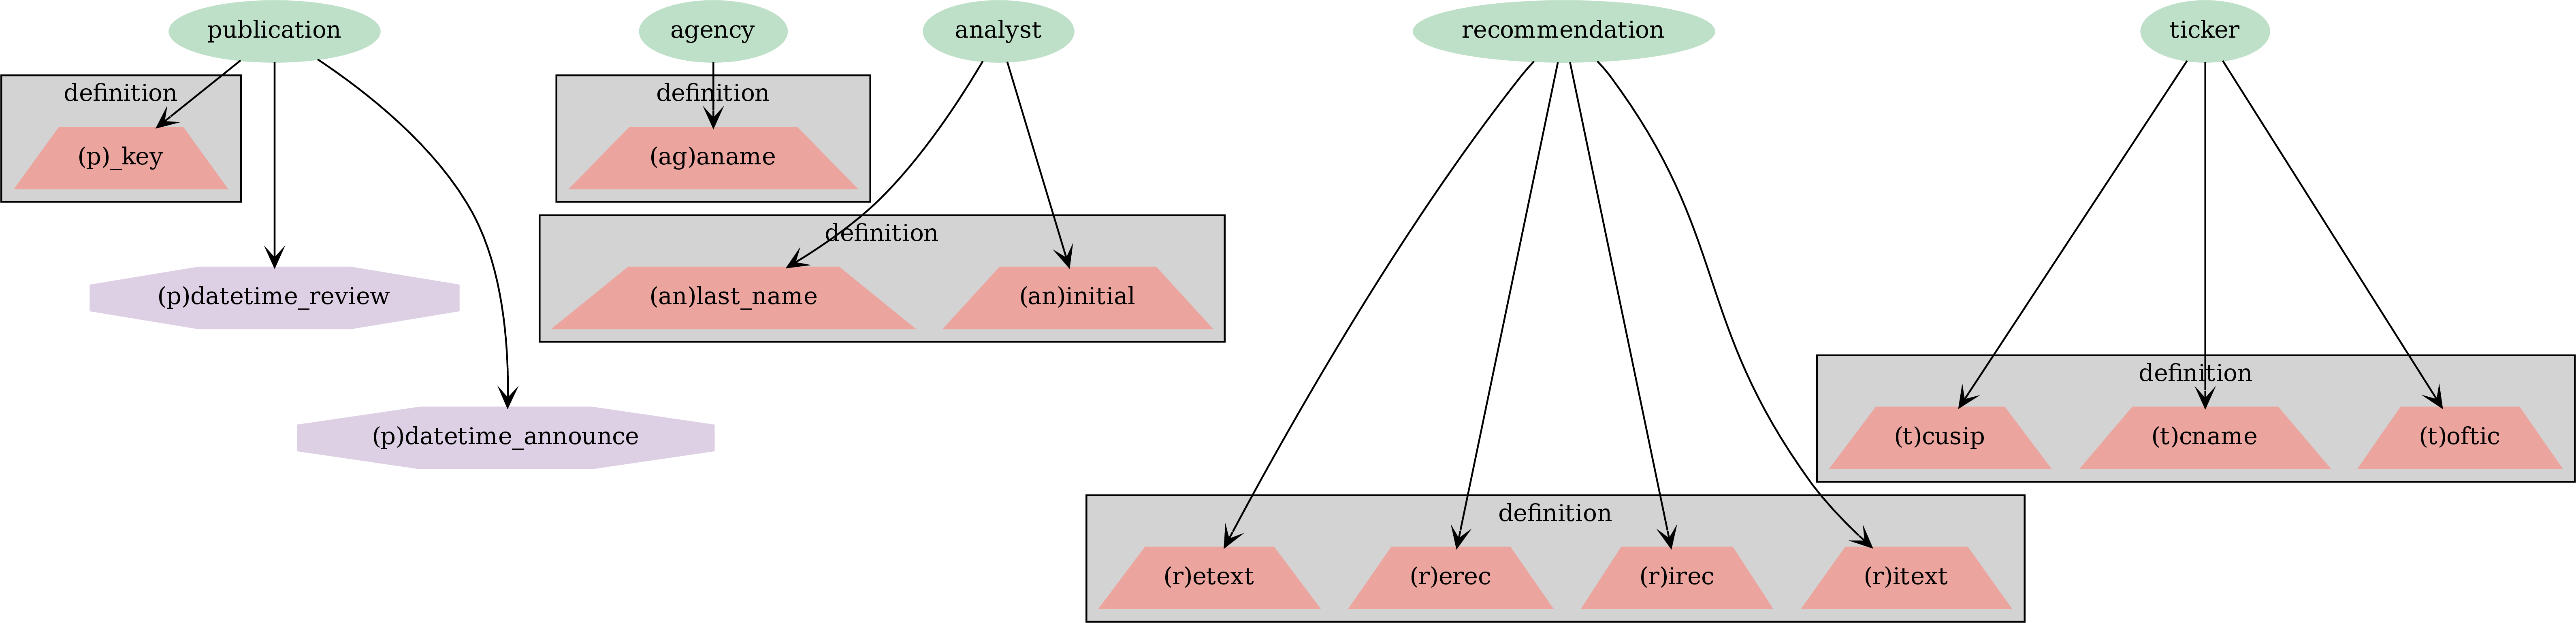 publication
agency
analyst
recommendation
ticker
definition
definition
(p)_key
(ag)aname
definition
(p)datetime_review
(an)last_name
(an)initial
definition
(p)datetime_announce
(t)cusip
(t)cname
(t)oftic
definition
(r)etext
(r)erec
(r)irec
(r)itext